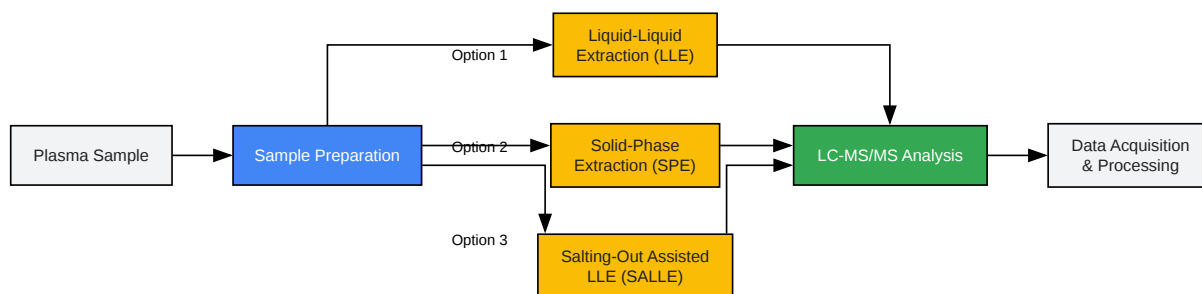 Liquid-Liquid
Extraction (LLE)
Option 1
Plasma Sample
Sample Preparation
Option 2
Solid-Phase
Extraction (SPE)
LC-MS/MS Analysis
Data Acquisition
& Processing
Option 3
Salting-Out Assisted
LLE (SALLE)